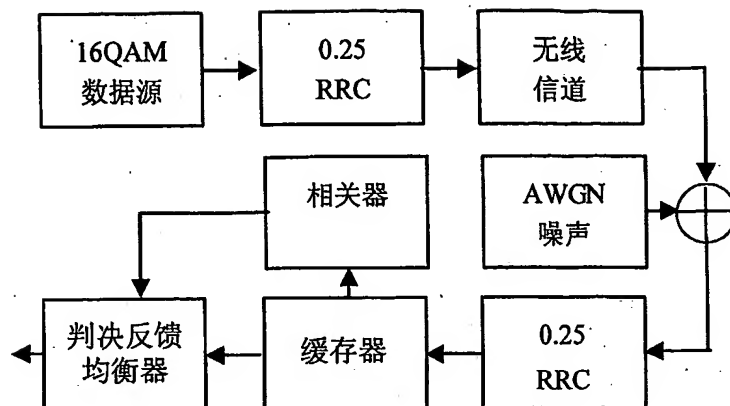 16QAM
数据源
0.25
RRC
无线
信道
相关器
AWGN
噪声
判决反馈
均衡器
缓存器
0.25
RRC